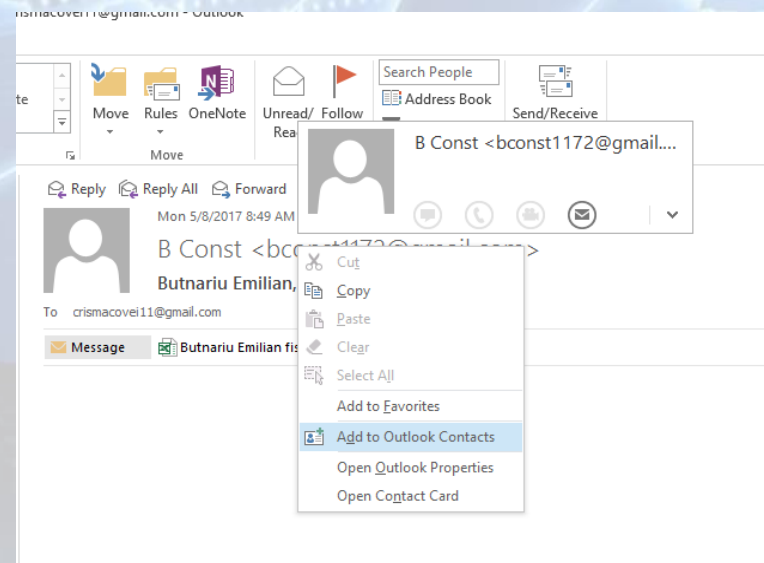 crismacovei11@gmail.com - Outlook
Search People
Address Book
te
Move Rules OneNote Unread/ Follow Send/Receive
Rea
Move
B Const <bconst1172@gmail....
Reply Reply All Forward
Mon 5/8/2017 8:49 AM
B Const <bconst1172@gmail.com>
Butnariu Emilian,
To crismacovei11@gmail.com
Message Butnariu Emilian fis
Cut
Copy
Paste
Clear
Select All
Add to Favorites
Add to Outlook Contacts
Open Outlook Properties
Open Contact Card